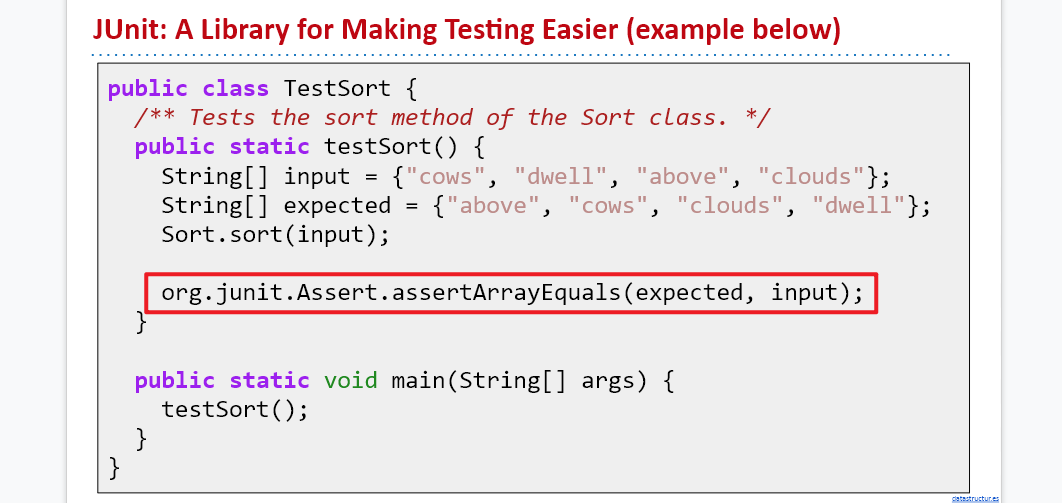 JUnit: A Library for Making Testing Easier (example below)
public class TestSort {
/** Tests the sort method of the Sort class. */
public static testSort() {
String[] input = {"cows", "dwell", "above", "clouds"};
String[] expected = {"above", "cows", "clouds", "dwell"};
Sort.sort(input);
org.junit.Assert.assertArrayEquals(expected, input);
}
public static void main(String[] args) {
testSort();
}
}
datastructur.es